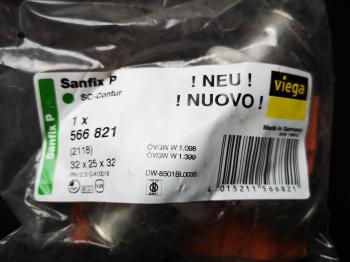 Sanfix P
SC-Contur
Sanfix P
! NEU !
! NUOVO !
viega
Made in Germany
1 x
566 821
(2118)
32 x 25 x 32
ÖVGW W 1.098
ÖVGW W 1.399
DW-8501BL0035
4 015211 566821